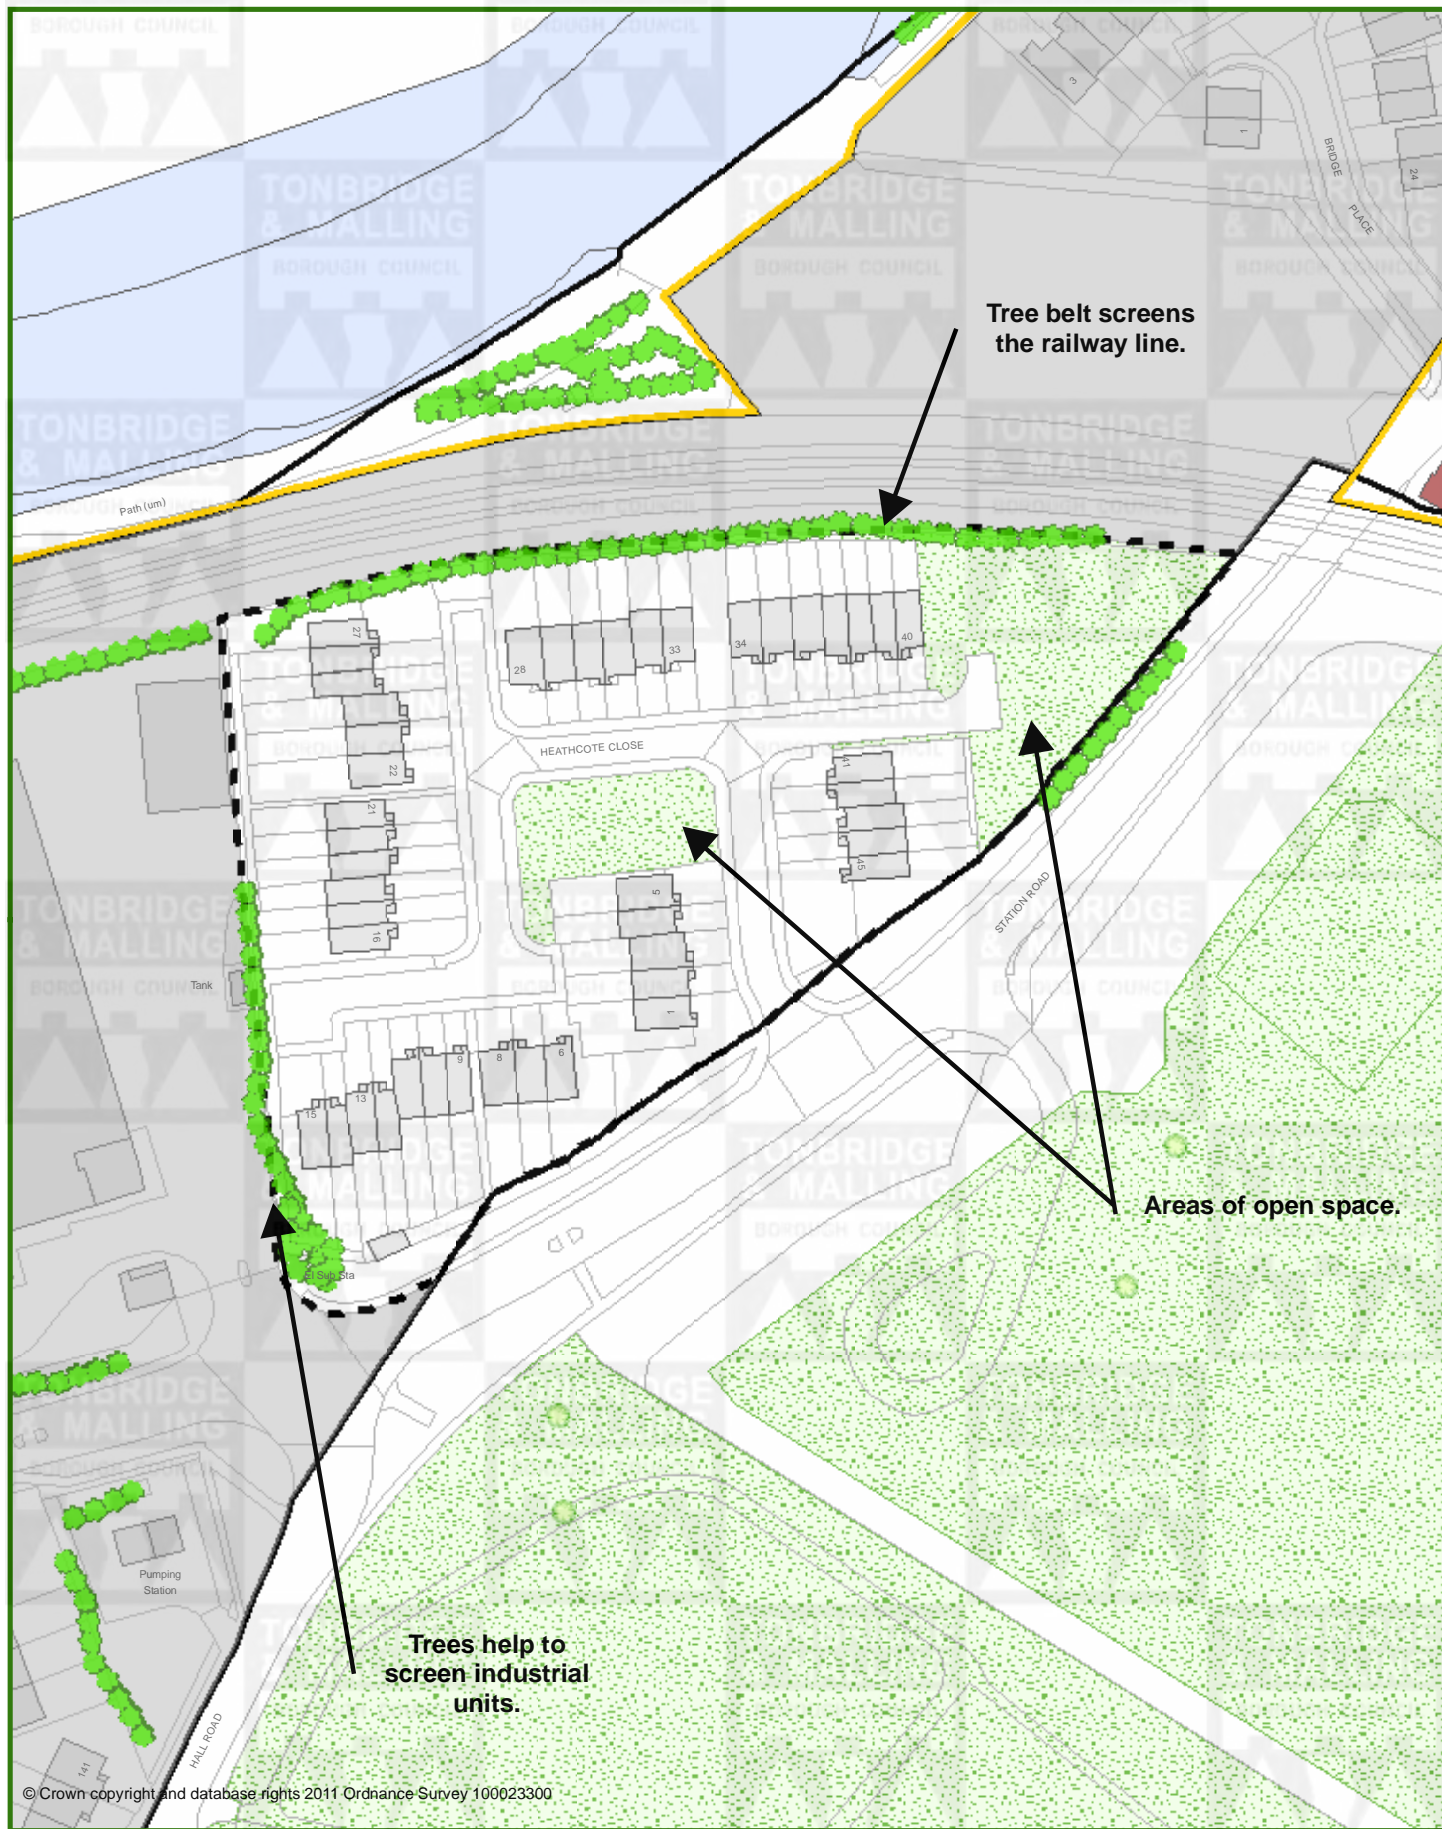 3
1
BRIDGE
PLACE
24
Tree belt screens
the railway line.
Path (um)
27
28
33
34
40
22
HEATHCOTE CLOSE
21
41
45
5
16
STATION ROAD
Tank
1
9
8
6
15
13
Areas of open space.
El Sub Sta
Pumping
Station
Trees help to
screen industrial
units.
HALL ROAD
141
© Crown copyright and database rights 2011 Ordnance Survey 100023300
TONBRIDGE
& MALLING
BOROUGH COUNCIL